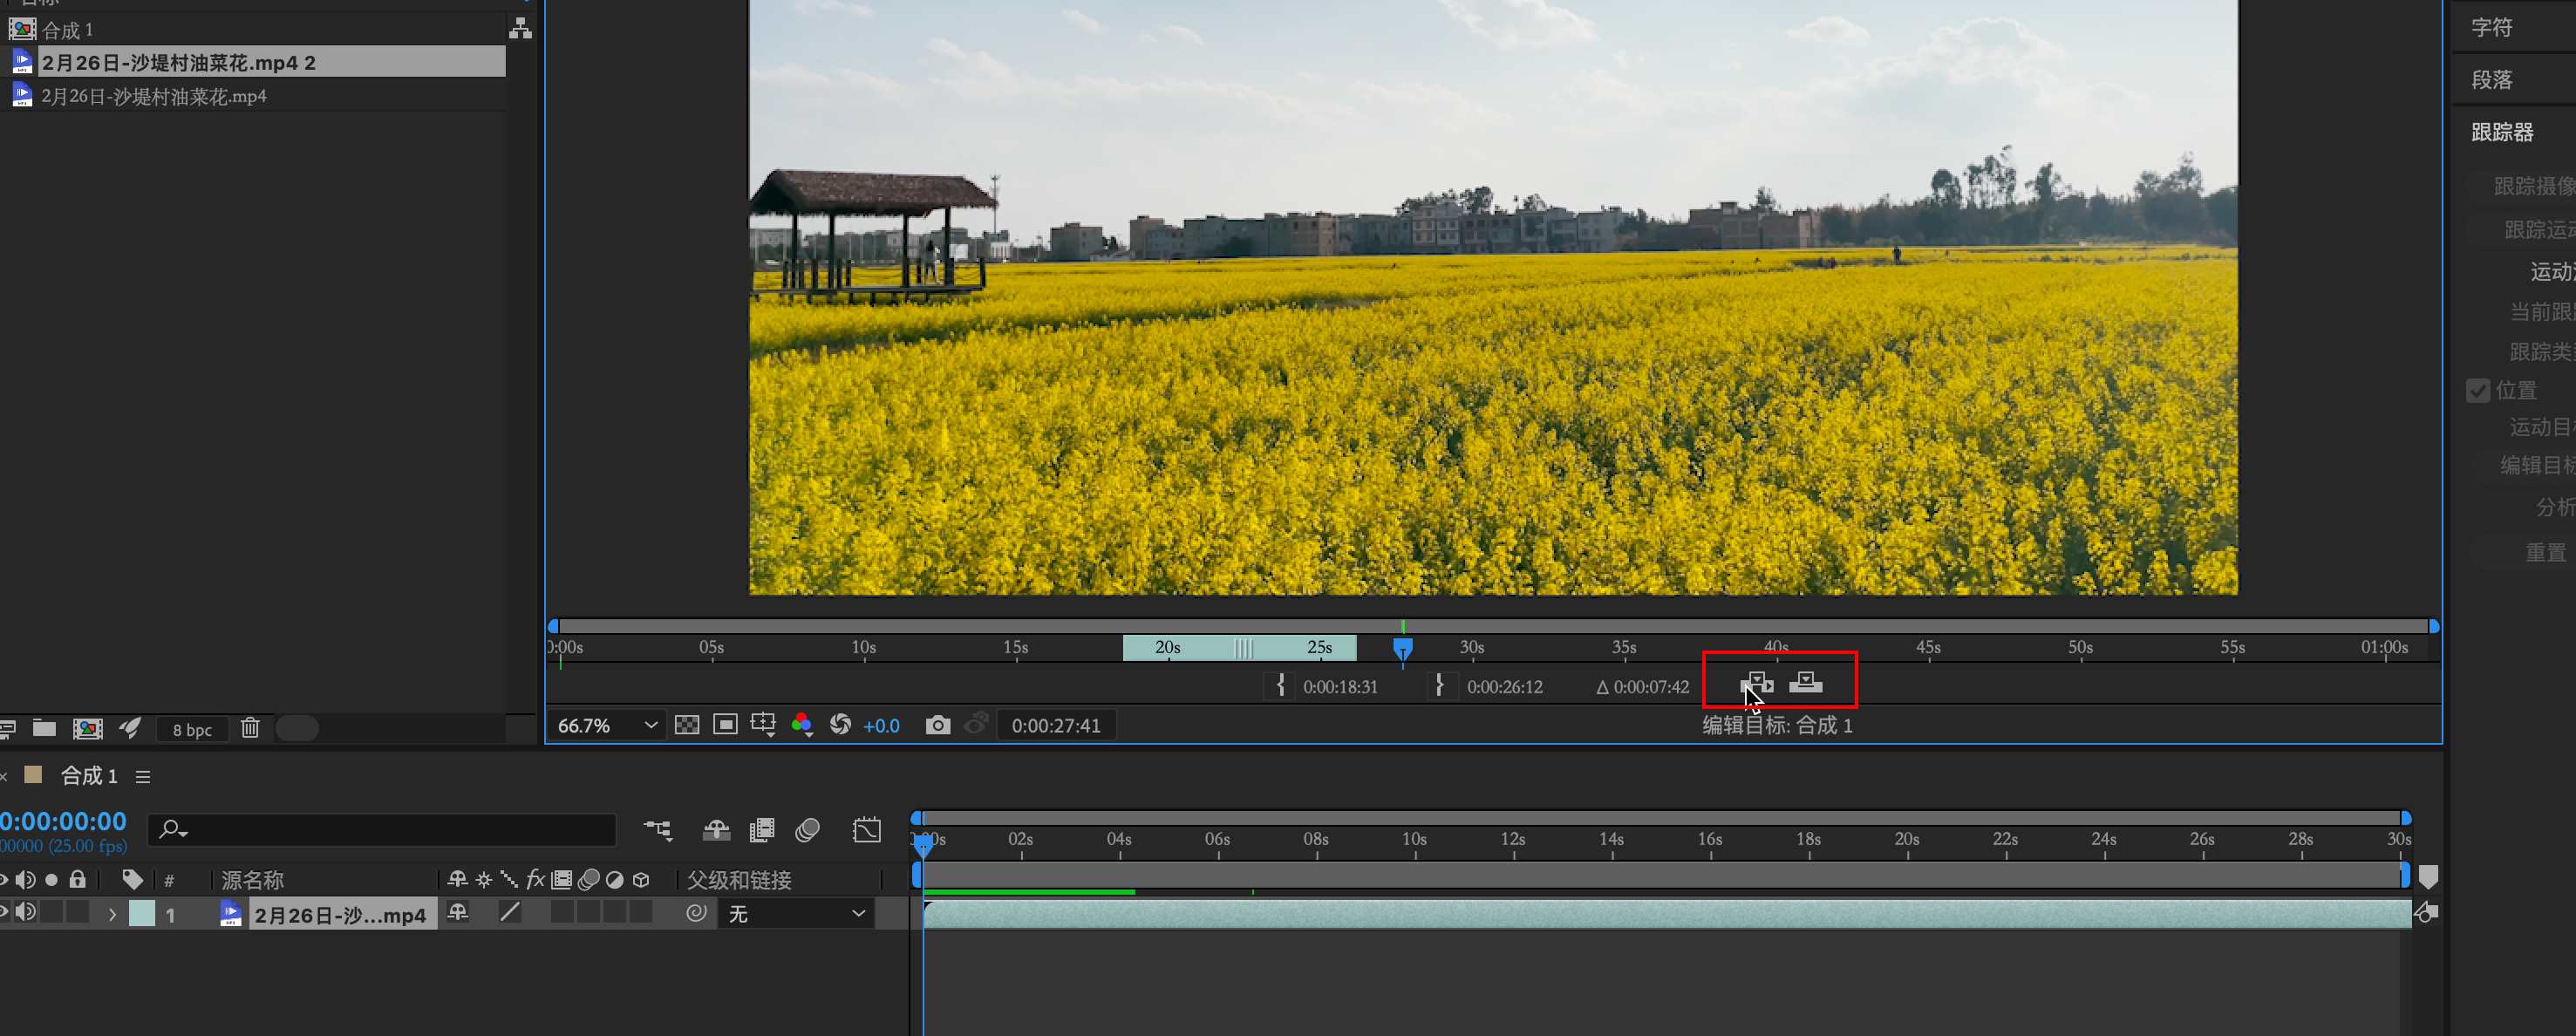 合成 1
2月26日-沙堤村油菜花.mp4 2
2月26日-沙堤村油菜花.mp4
字符
段落
跟踪器
跟踪摄像
跟踪运动
运动
当前跟
跟踪类
位置
运动目
编辑目标
分析
重置
0:00s 05s 10s 15s 20s 25s 30s 35s 40s 45s 50s 55s 01:00s
{ 0:00:18:31 } 0:00:26:12 Δ 0:00:07:42
66.7% +0.0 0:00:27:41 编辑目标: 合成 1
8 bpc
合成 1
0:00:00:00
00000 (25.00 fps)
00s 02s 04s 06s 08s 10s 12s 14s 16s 18s 20s 22s 24s 26s 28s 30s
# 源名称 fx 父级和链接
1 2月26日-沙...mp4 无